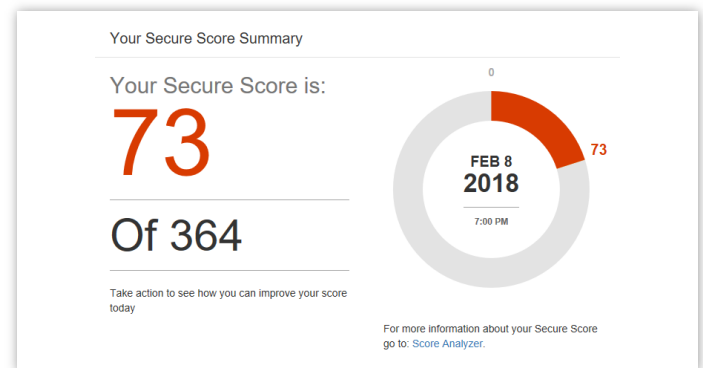 Your Secure Score Summary
Your Secure Score is:
73
Of 364
Take action to see how you can improve your score
today
0
73
FEB 8
2018
7:00 PM
For more information about your Secure Score
go to: Score Analyzer.